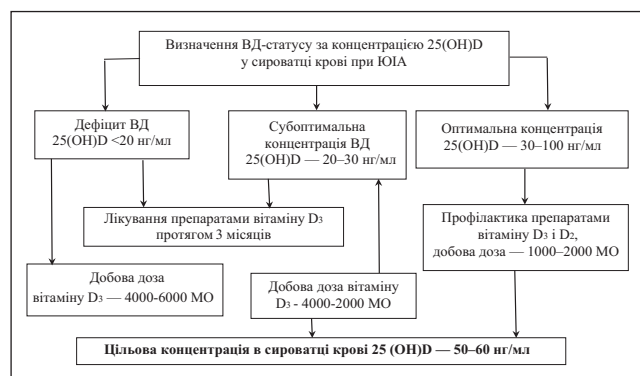 Визначення ВД-статусу за концентрацією 25(OH)D
у сироватці крові при ЮІА
Дефіцит ВД
25(OH)D <20 нг/мл
Субоптимальна
концентрація ВД
25(OH)D — 20–30 нг/мл
Оптимальна концентрація
25(OH)D — 30–100 нг/мл
Лікування препаратами вітаміну D3
протягом 3 місяців
Профілактика препаратами
вітаміну D3 і D2,
добова доза — 1000–2000 МО
Добова доза
вітаміну D3 — 4000-6000 МО
Добова доза вітаміну
D3 - 4000-2000 МО
Цільова концентрація в сироватці крові 25 (OH)D — 50–60 нг/мл